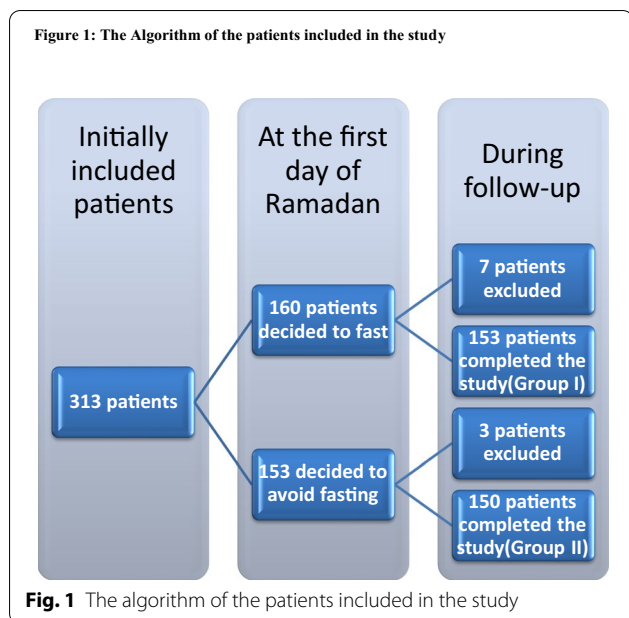 Figure 1: The Algorithm of the patients included in the study
Initially
included
patients
313 patients
At the first
day of
Ramadan
160 patients
decided to fast
153 decided to
avoid fasting
During
follow-up
7 patients
excluded
153 patients
completed the
study(Group I)
3 patients
excluded
150 patients
completed the
study(Group II)
Fig. 1 The algorithm of the patients included in the study